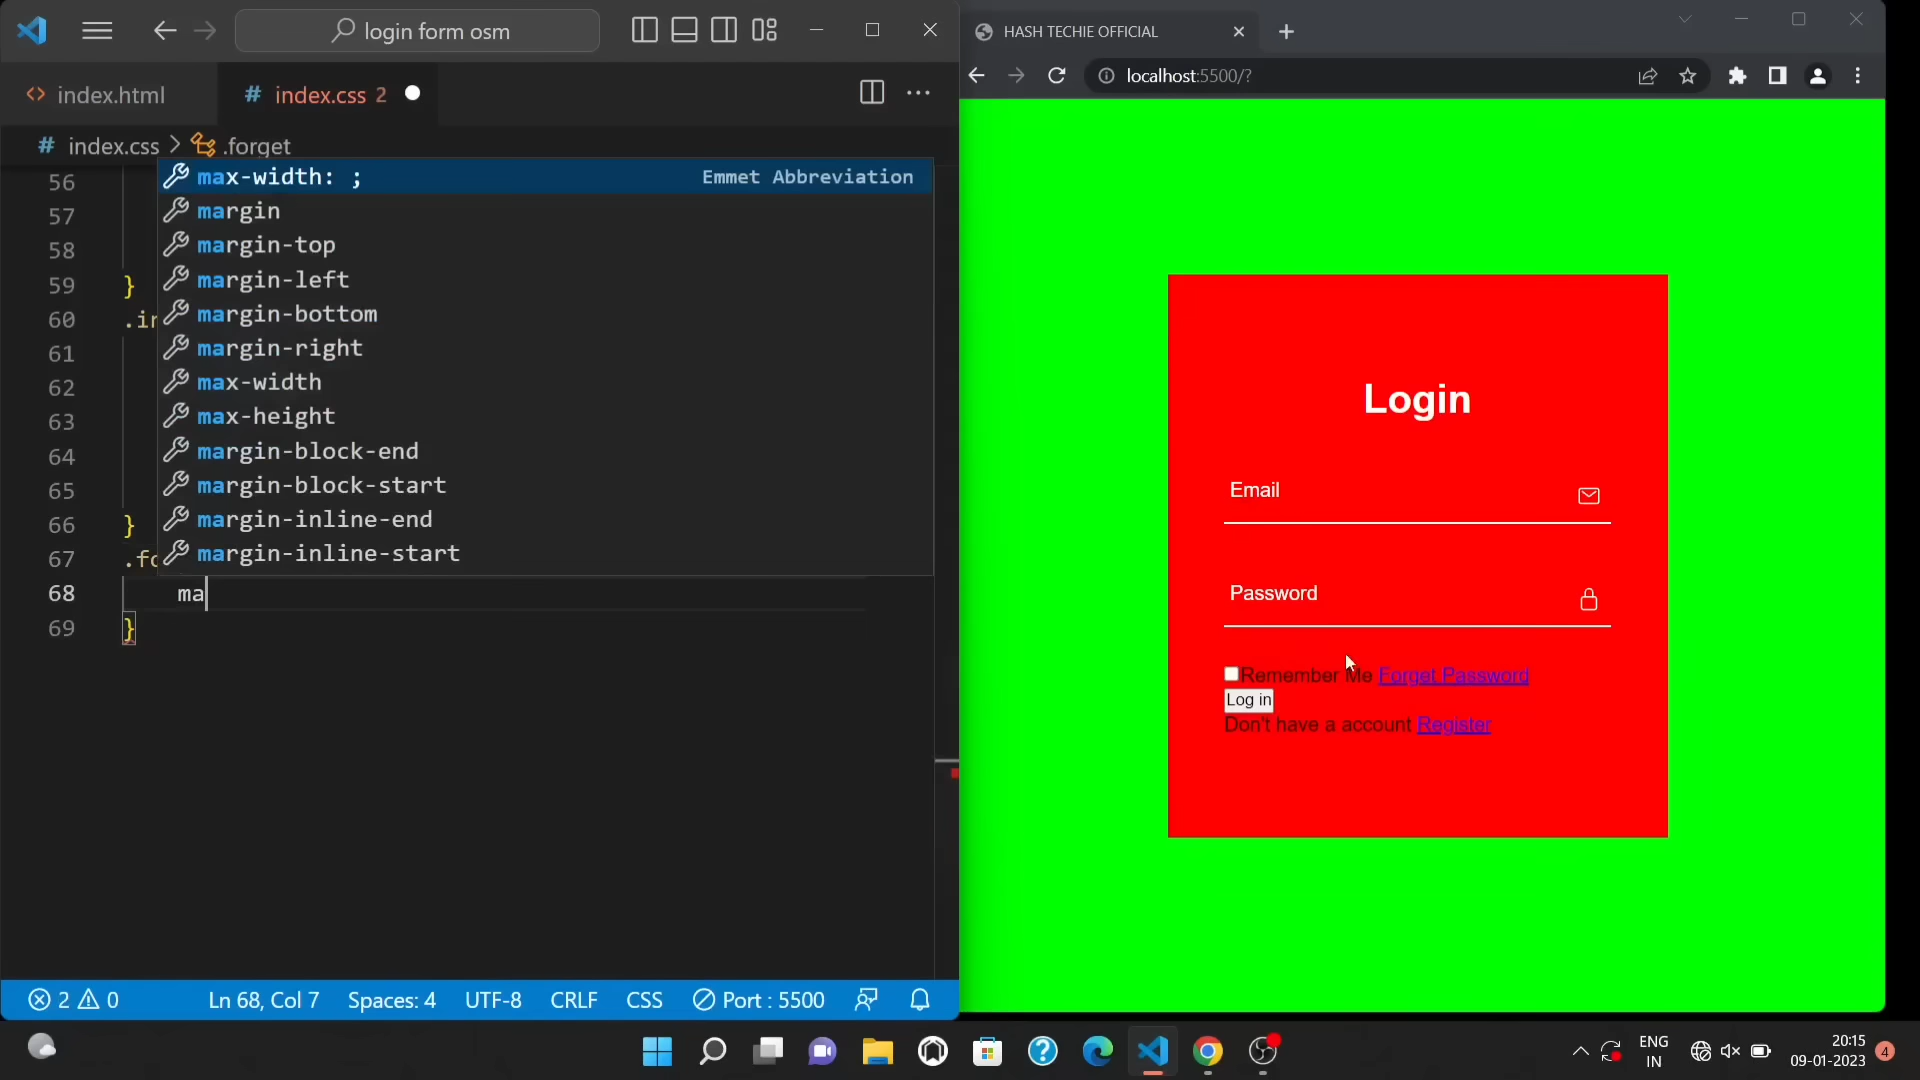 login form osm
index.html
# index.css 2
# index.css > .forget
56
57
58
59 }
60 .in
61
62
63
64
65
66 }
67 .fo
68 ma
69 }
max-width: ; Emmet Abbreviation
margin
margin-top
margin-left
margin-bottom
margin-right
max-width
max-height
margin-block-end
margin-block-start
margin-inline-end
margin-inline-start
2 0 Ln 68, Col 7 Spaces: 4 UTF-8 CRLF CSS Port : 5500
HASH TECHIE OFFICIAL
localhost:5500/?
Login
Email
Password
Remember Me Forget Password
Log in
Don't have a account Register
ENG
IN
20:15
09-01-2023
4